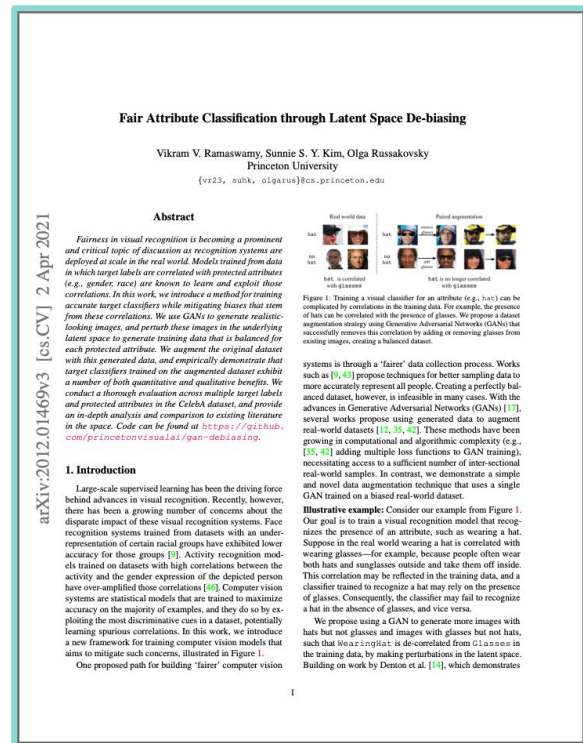 Fair Attribute Classification through Latent Space De-biasing
Vikram V. Ramaswamy, Sunnie S. Y. Kim, Olga Russakovsky
Princeton University
{vr23, suhk, olgarus}@cs.princeton.edu
arXiv:2012.01469v3 [cs.CV] 2 Apr 2021
Abstract
Fairness in visual recognition is becoming a prominent
and critical topic of discussion as recognition systems are
deployed at scale in the real world. Models trained from data
in which target labels are correlated with protected attributes
(e.g., gender, race) are known to learn and exploit those
correlations. In this work, we introduce a method for training
accurate target classifiers while mitigating biases that stem
from these correlations. We use GANs to generate realistic-
looking images, and perturb these images in the underlying
latent space to generate training data that is balanced for
each protected attribute. We augment the original dataset
with this generated data, and empirically demonstrate that
target classifiers trained on the augmented dataset exhibit
a number of both quantitative and qualitative benefits. We
conduct a thorough evaluation across multiple target labels
and protected attributes in the CelebA dataset, and provide
an in-depth analysis and comparison to existing literature
in the space. Code can be found at https://github.
com/princetonvisualai/gan-debiasing.
1. Introduction
Large-scale supervised learning has been the driving force
behind advances in visual recognition. Recently, however,
there has been a growing number of concerns about the
disparate impact of these visual recognition systems. Face
recognition systems trained from datasets with an under-
representation of certain racial groups have exhibited lower
accuracy for those groups [9]. Activity recognition mod-
els trained on datasets with high correlations between the
activity and the gender expression of the depicted person
have over-amplified those correlations [46]. Computer vision
systems are statistical models that are trained to maximize
accuracy on the majority of examples, and they do so by ex-
ploiting the most discriminative cues in a dataset, potentially
learning spurious correlations. In this work, we introduce
a new framework for training computer vision models that
aims to mitigate such concerns, illustrated in Figure 1.
One proposed path for building 'fairer' computer vision
Real world data
Paired augmentation
hat
hat
remove
glasses
no
hat
no
hat
add
glasses
hat is correlated
with glasses
hat is no longer correlated
with glasses
Figure 1: Training a visual classifier for an attribute (e.g., hat) can be
complicated by correlations in the training data. For example, the presence
of hats can be correlated with the presence of glasses. We propose a dataset
augmentation strategy using Generative Adversarial Networks (GANs) that
successfully removes this correlation by adding or removing glasses from
existing images, creating a balanced dataset.
systems is through a 'fairer' data collection process. Works
such as [9, 43] propose techniques for better sampling data to
more accurately represent all people. Creating a perfectly bal-
anced dataset, however, is infeasible in many cases. With the
advances in Generative Adversarial Networks (GANs) [17],
several works propose using generated data to augment
real-world datasets [12, 35, 42]. These methods have been
growing in computational and algorithmic complexity (e.g.,
[35, 42] adding multiple loss functions to GAN training),
necessitating access to a sufficient number of inter-sectional
real-world samples. In contrast, we demonstrate a simple
and novel data augmentation technique that uses a single
GAN trained on a biased real-world dataset.
Illustrative example: Consider our example from Figure 1.
Our goal is to train a visual recognition model that recog-
nizes the presence of an attribute, such as wearing a hat.
Suppose in the real world wearing a hat is correlated with
wearing glasses—for example, because people often wear
both hats and sunglasses outside and take them off inside.
This correlation may be reflected in the training data, and a
classifier trained to recognize a hat may rely on the presence
of glasses. Consequently, the classifier may fail to recognize
a hat in the absence of glasses, and vice versa.
We propose using a GAN to generate more images with
hats but not glasses and images with glasses but not hats,
such that WearingHat is de-correlated from Glasses in
the training data, by making perturbations in the latent space.
Building on work by Denton et al. [14], which demonstrates
1